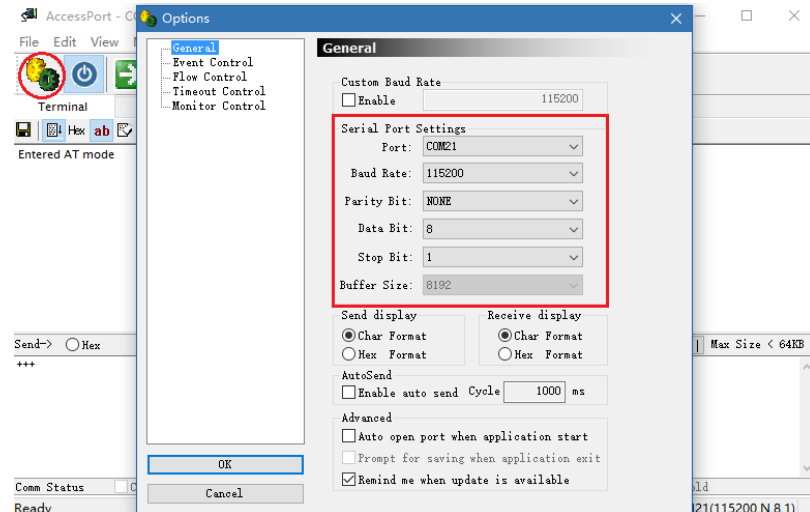 AccessPort - CO
Options
File Edit View
General
Event Control
Flow Control
Timeout Control
Monitor Control
General
Custom Baud Rate
Enable 115200
Terminal
Hex ab
Entered AT mode
Serial Port Settings
Port: COM21
Baud Rate: 115200
Parity Bit: NONE
Data Bit: 8
Stop Bit: 1
Buffer Size: 8192
Send display
Char Format
Hex Format
Receive display
Char Format
Hex Format
Send-> Hex
Max Size < 64KB
+++
AutoSend
Enable auto send Cycle 1000 ms
Advanced
Auto open port when application start
Prompt for saving when application exit
Remind me when update is available
OK
Cancel
Comm Status
ld
Ready
21(115200 N 8 1)